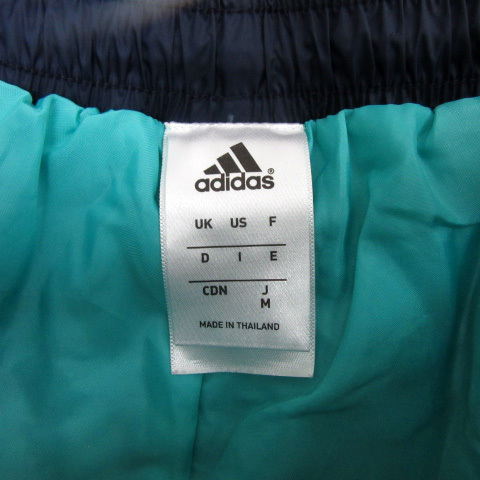 adidas®
UK US F
D I E
CDN J
M
MADE IN THAILAND